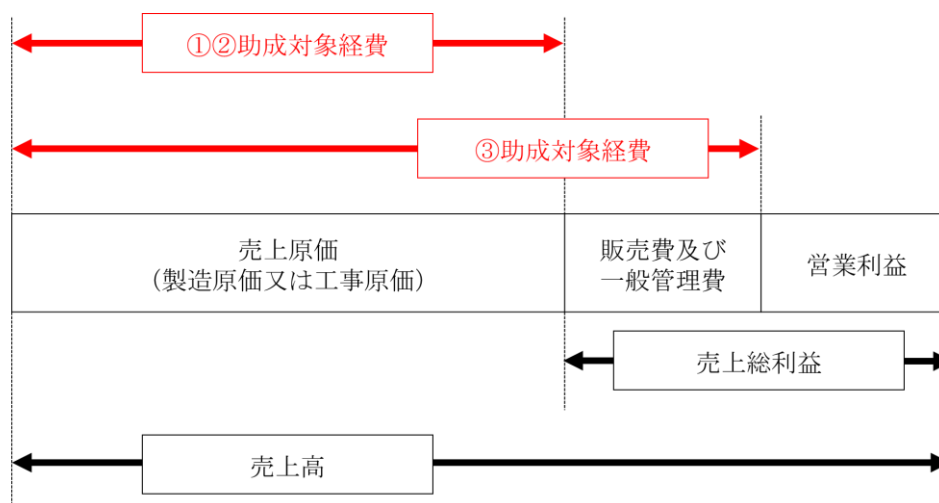 ①②助成対象経費
③助成対象経費
売上原価
（製造原価又は工事原価）
販売費及び
一般管理費
営業利益
売上総利益
売上高